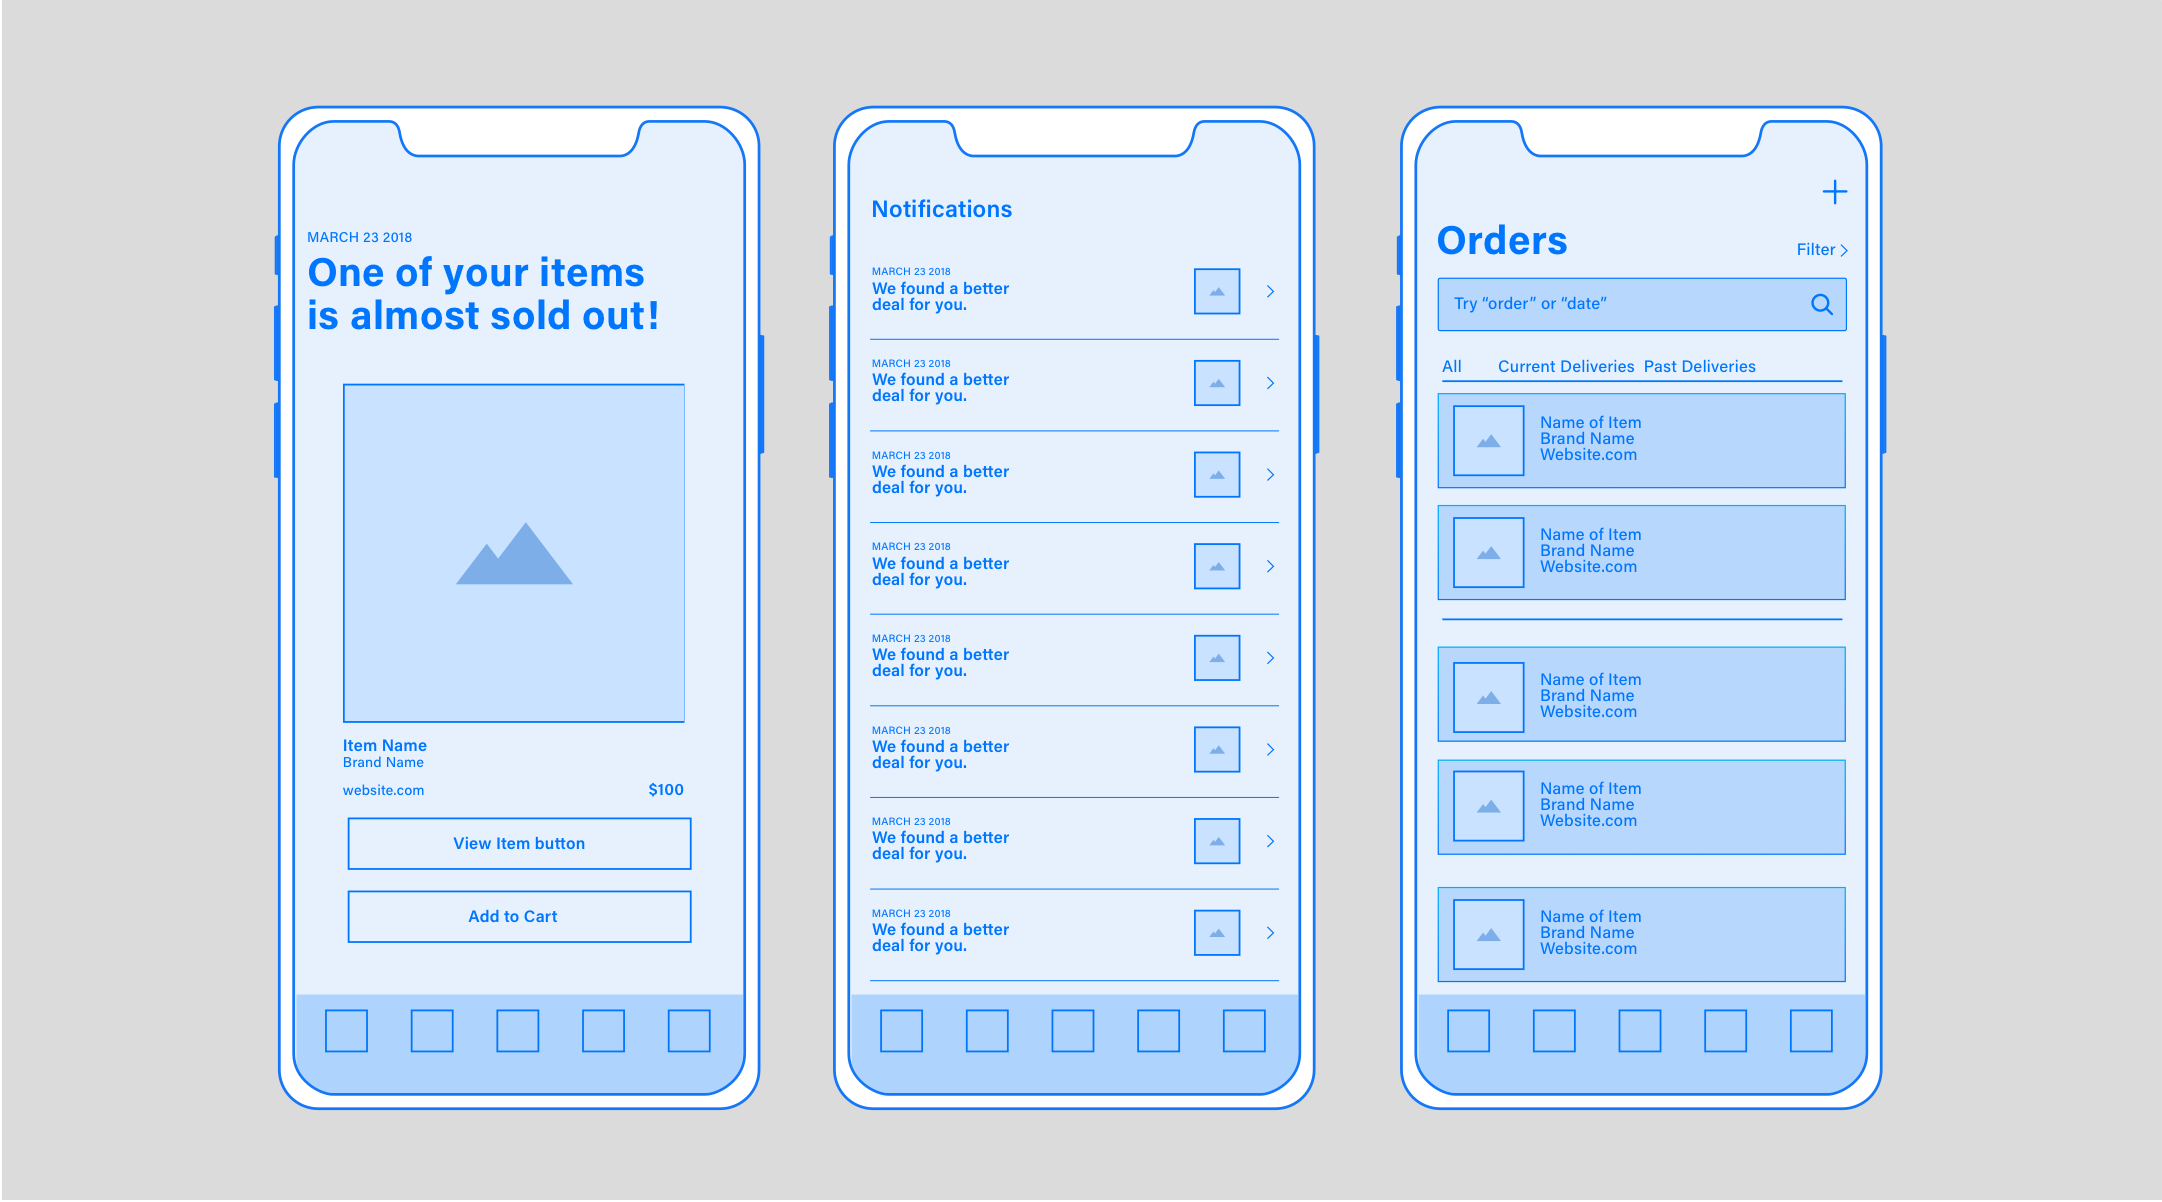 MARCH 23 2018
One of your items
is almost sold out!
Item Name
Brand Name
website.com
$100
View Item button
Add to Cart
Notifications
MARCH 23 2018
We found a better
deal for you.
MARCH 23 2018
We found a better
deal for you.
MARCH 23 2018
We found a better
deal for you.
MARCH 23 2018
We found a better
deal for you.
MARCH 23 2018
We found a better
deal for you.
MARCH 23 2018
We found a better
deal for you.
MARCH 23 2018
We found a better
deal for you.
MARCH 23 2018
We found a better
deal for you.
Orders
Filter
Try “order” or “date”
All Current Deliveries Past Deliveries
Name of Item
Brand Name
Website.com
Name of Item
Brand Name
Website.com
Name of Item
Brand Name
Website.com
Name of Item
Brand Name
Website.com
Name of Item
Brand Name
Website.com